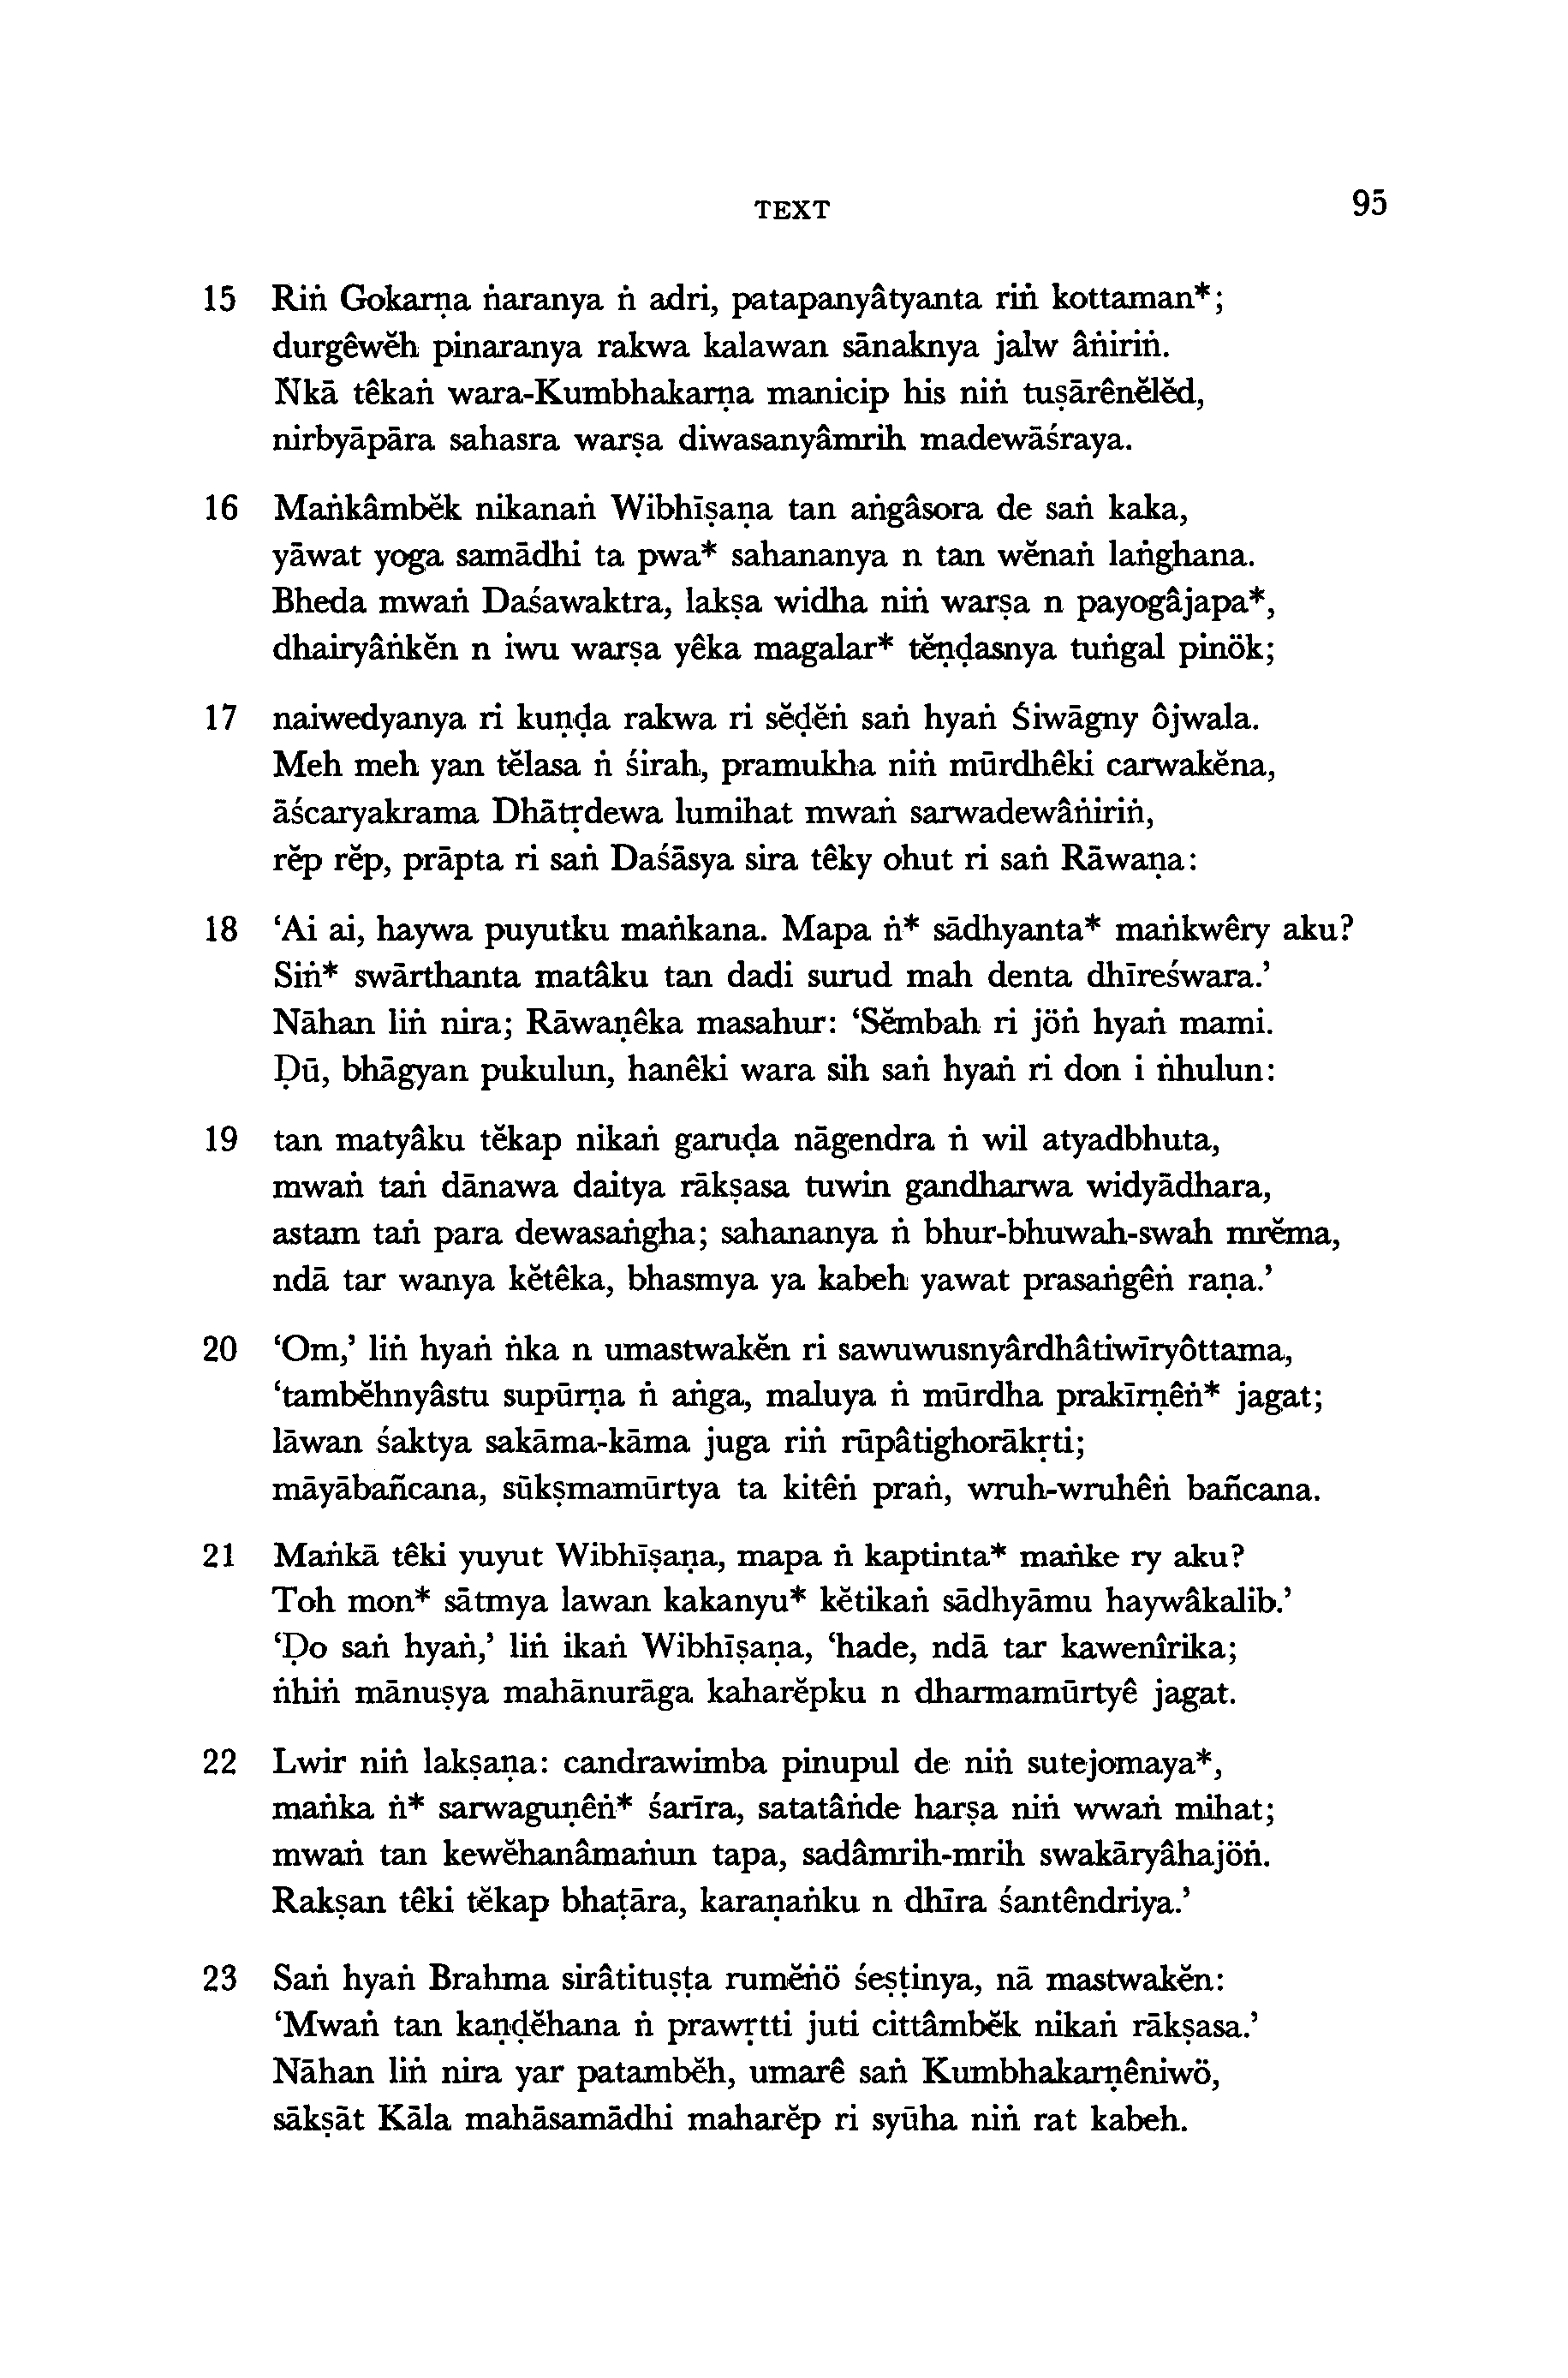 TEXT 95
15 Riṅ Gokarṇa ṅaranya ṅ adri, patapanyâtyanta riṅ kottaman*;
durgêwĕh pinaranya rakwa kalawan sānaknya jalw âṅiriṅ.
Ṅkā têkaṅ wara-Kumbhakarṇa manicip his niṅ tuṣārênĕlĕd,
nirbyāpāra sahasra warṣa diwasanyâmrih madewāśraya.
16 Maṅkâmbĕk nikanaṅ Wibhīṣaṇa tan aṅgâsora de saṅ kaka,
yāwat yoga samādhi ta pwa* sahananya n tan wĕnaṅ laṅghana.
Bheda mwaṅ Daśawaktra, lakṣa widha niṅ warṣa n payogâjapa*,
dhairyâṅkĕn n iwu warṣa yêka magalar* tĕṇḍasnya tuṅgal pinök;
17 naiwedyanya ri kuṇḍa rakwa ri sĕḍĕṅ saṅ hyaṅ Śiwāgny ôjwala.
Meh meh yan tĕlasa ṅ śirah, pramukha niṅ mūrdhêki carwakĕna,
āścaryakrama Dhātṛdewa lumihat mwaṅ sarwadewâṅiriṅ,
rĕp rĕp, prāpta ri saṅ Daśāsya sira têky ohut ri saṅ Rāwaṇa:
18 ‘Ai ai, haywa puyutku maṅkana. Mapa ṅ* sādhyanta* maṅkwêry aku?
Siṅ* swārthanta matâku tan dadi surud mah denta dhīreśwara.’
Nāhan liṅ nira; Rāwaṇêka masahur: ‘Sĕmbah ri jöṅ hyaṅ mami.
Ḍū, bhāgyan pukulun, hanêki wara sih saṅ hyaṅ ri don i ṅhulun:
19 tan matyâku tĕkap nikaṅ garuḍa nāgendra ṅ wil atyadbhuta,
mwaṅ taṅ dānawa daitya rākṣasa tuwin gandharwa widyādhara,
astam taṅ para dewasaṅgha; sahananya ṅ bhur-bhuwah-swah mrĕma,
ndā tar wanya kĕtêka, bhasmya ya kabeh yawat prasaṅgêṅ raṇa.’
20 ‘Om,’ liṅ hyaṅ ṅka n umastwakĕn ri sawuwusnyârdhâtiwīryôttama,
‘tambĕhnyâstu supūrṇa ṅ aṅga, maluya ṅ mūrdha prakīrṇêṅ* jagat;
lāwan śaktya sakāma-kāma juga riṅ rūpâtighorākṛti;
māyābañcana, sūkṣmamūrtya ta kitêṅ praṅ, wruh-wruhêṅ bañcana.
21 Maṅkā têki yuyut Wibhīṣaṇa, mapa ṅ kaptinta* maṅke ry aku?
Toh mon* sātmya lawan kakanyu* kĕtikaṅ sādhyāmu haywâkalib.’
‘Ḍo saṅ hyaṅ,’ liṅ ikaṅ Wibhīṣaṇa, ‘hade, ndā tar kawenîrika;
ṅhiṅ mānuṣya mahānurāga kaharĕpku n dharmamūrtyê jagat.
22 Lwir niṅ lakṣaṇa: candrawimba pinupul de niṅ sutejomaya*,
maṅka ṅ* sarwaguṇêṅ* śarīra, satatâṅde harṣa niṅ wwaṅ mihat;
mwaṅ tan kewĕhanâmaṅun tapa, sadâmrih-mrih swakāryâhajöṅ.
Rakṣan têki tĕkap bhaṭāra, karaṇaṅku n dhīra śantêndriya.’
23 Saṅ hyaṅ Brahma sirâtituṣṭa rumĕṅö śeṣṭinya, nā mastwakĕn:
‘Mwaṅ tan kaṇḍĕhana ṅ prawṛtti juti cittâmbĕk nikaṅ rākṣasa.’
Nāhan liṅ nira yar patambĕh, umarê saṅ Kumbhakarṇêniwö,
sākṣāt Kāla mahāsamādhi maharĕp ri syūha niṅ rat kabeh.